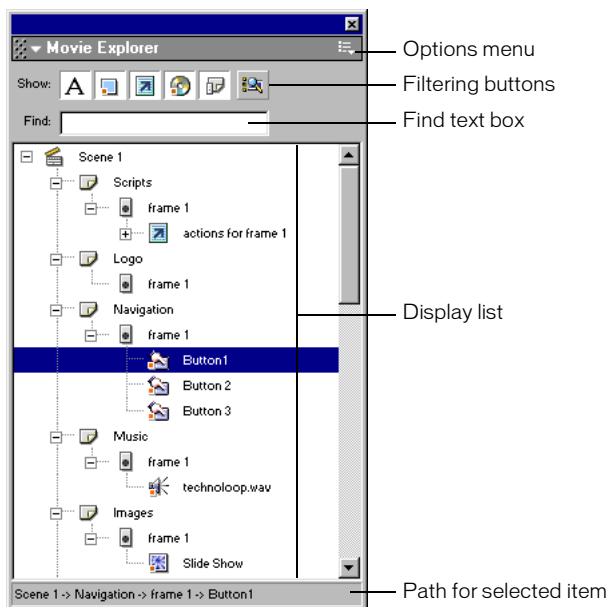 Movie Explorer
Options menu
Show: A
Filtering buttons
Find:
Find text box
Scene 1
Scripts
frame 1
actions for frame 1
Logo
frame 1
Navigation
frame 1
Display list
Button1
Button 2
Button 3
Music
frame 1
technoloop.wav
Images
frame 1
Slide Show
Scene 1 -> Navigation -> frame 1 -> Button1
Path for selected item